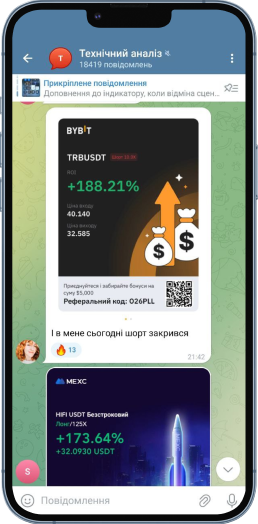 Технічний аналіз
18419 повідомлень
Прикріплене повідомлення
Доповнення до індикатору, коли відміна сцен...
BYBIT
TRBUSDT
ROI
+188.21%
Ціна входу
40.140
Ціна виходу
32.585
Приєднуйтеся і забирайте бонуси на
суму $5,000
Реферальний код: O26PLL
І в мене сьогодні шорт закрився
13
21:42
MEXC
HIFI USDT Безстроковий
Лонг/125X
+173.64%
+32.0930 USDT
S
Повідомлення